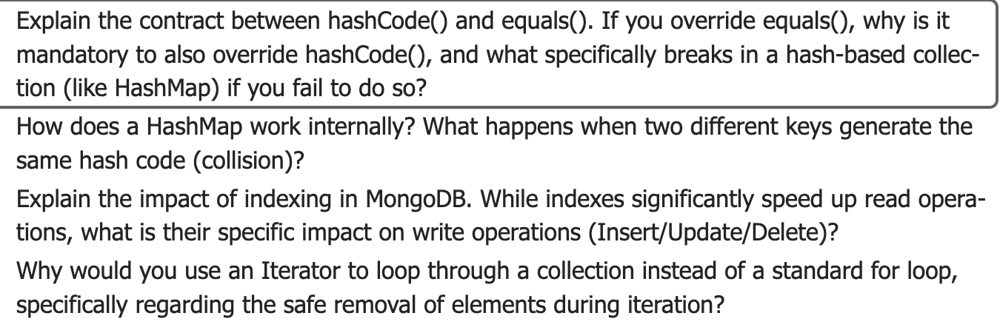 Explain the contract between hashCode() and equals(). If you override equals(), why is it
mandatory to also override hashCode(), and what specifically breaks in a hash-based collec-
tion (like HashMap) if you fail to do so?
How does a HashMap work internally? What happens when two different keys generate the
same hash code (collision)?
Explain the impact of indexing in MongoDB. While indexes significantly speed up read opera-
tions, what is their specific impact on write operations (Insert/Update/Delete)?
Why would you use an Iterator to loop through a collection instead of a standard for loop,
specifically regarding the safe removal of elements during iteration?